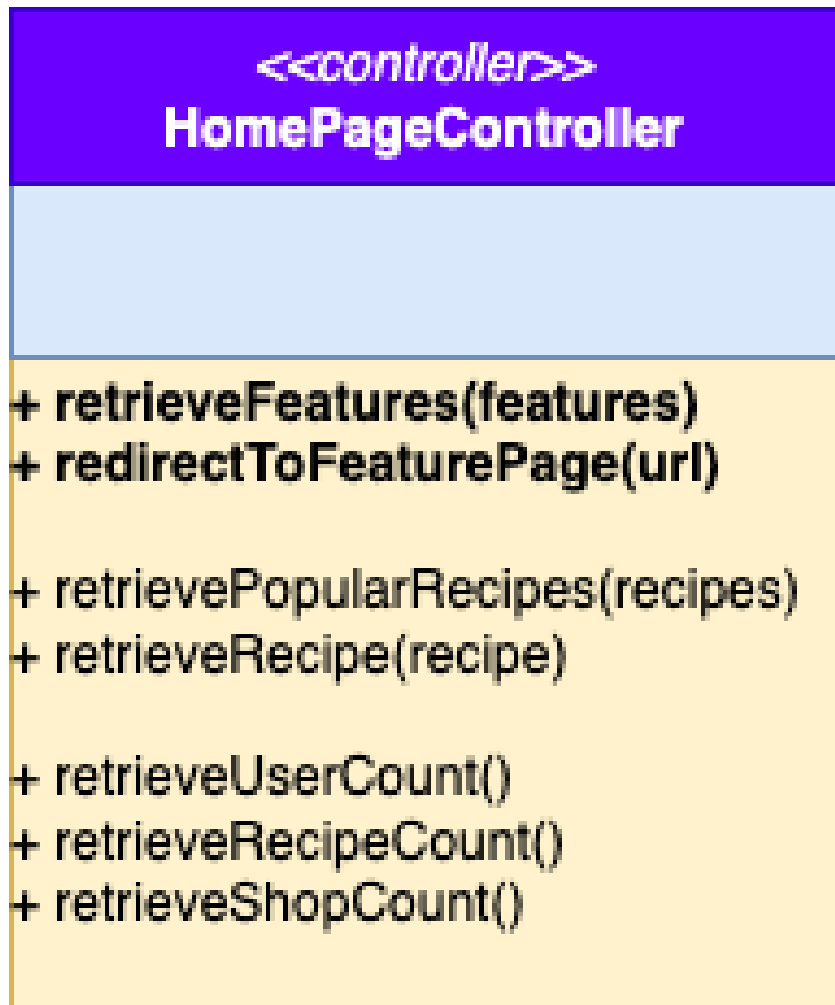 <<controller>>
HomePageController
+ retrieveFeatures(features)
+ redirectToFeaturePage(url)
+ retrievePopularRecipes(recipes)
+ retrieveRecipe(recipe)
+ retrieveUserCount()
+ retrieveRecipeCount()
+ retrieveShopCount()